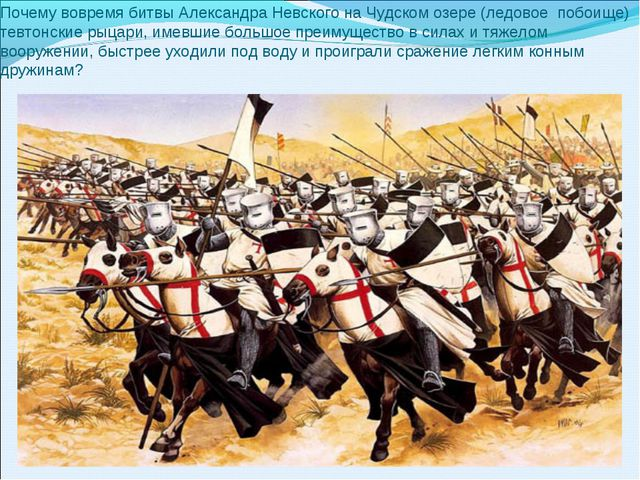 Почему вовремя битвы Александра Невского на Чудском озере (ледовое  побоище)
тевтонские рыцари, имевшие большое преимущество в силах и тяжелом
вооружении, быстрее уходили под воду и проиграли сражение легким конным
дружинам?